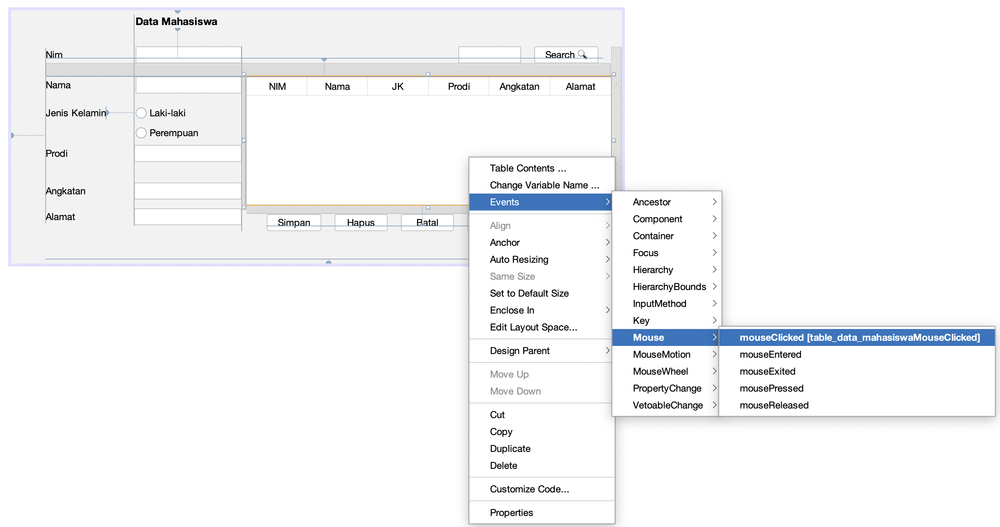 Data Mahasiswa
Nim
Search
Nama
NIM Nama JK Prodi Angkatan Alamat
Jenis Kelamin
Laki-laki
Perempuan
Prodi
Angkatan
Alamat
Simpan Hapus Batal
Table Contents ...
Change Variable Name ...
Events
Align
Anchor
Auto Resizing
Same Size
Set to Default Size
Enclose In
Edit Layout Space...
Design Parent
Move Up
Move Down
Cut
Copy
Duplicate
Delete
Customize Code...
Properties
Ancestor
Component
Container
Focus
Hierarchy
HierarchyBounds
InputMethod
Key
Mouse
MouseMotion
MouseWheel
PropertyChange
VetoableChange
mouseClicked [table_data_mahasiswaMouseClicked]
mouseEntered
mouseExited
mousePressed
mouseReleased